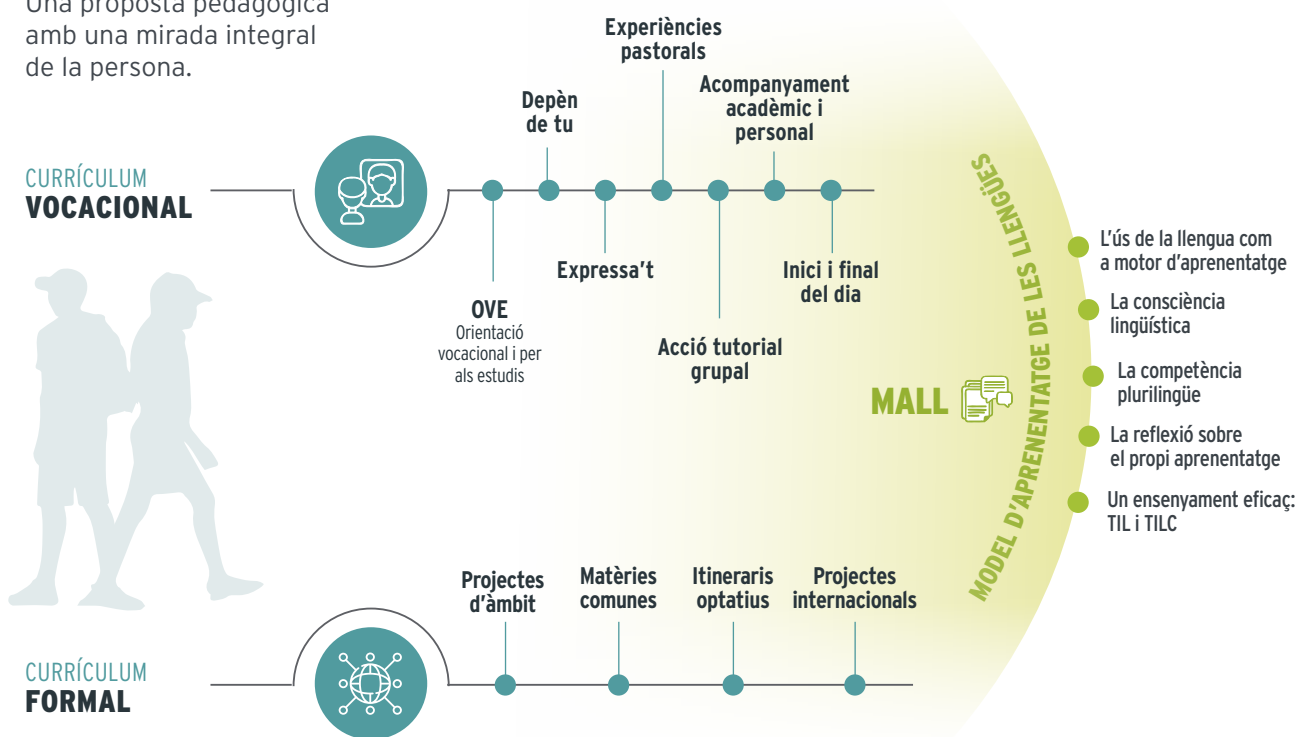 Una proposta pedagògica
amb una mirada integral
de la persona.
CURRÍCULUM
VOCACIONAL
OVE
Orientació
vocacional i per
als estudis
Depèn
de tu
Expressa't
Experiències
pastorals
Acció tutorial
grupal
Acompanyament
acadèmic i
personal
Inici i final
del dia
MALL
MODEL D'APRENENTATGE DE LES LLENGÜES
L'ús de la llengua com
a motor d'aprenentatge
La consciència
lingüística
La competència
plurilingüe
La reflexió sobre
el propi aprenentatge
Un ensenyament eficaç:
TIL i TILC
CURRÍCULUM
FORMAL
Projectes
d'àmbit
Matèries
comunes
Itineraris
optatius
Projectes
internacionals